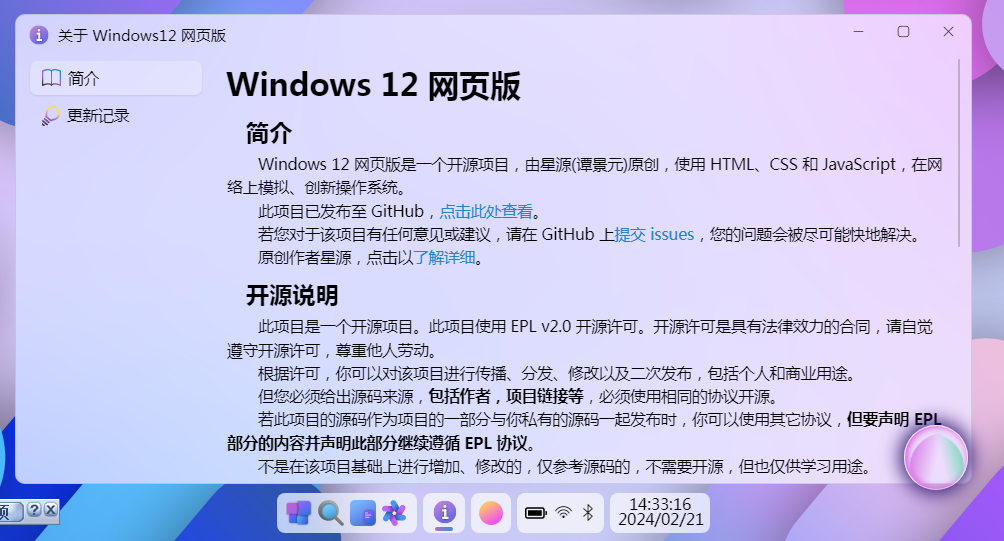 关于 Windows12 网页版
简介
更新记录
Windows 12 网页版
简介
Windows 12 网页版是一个开源项目，由星源(谭景元)原创，使用 HTML、CSS 和 JavaScript，在网
络上模拟、创新操作系统。
此项目已发布至 GitHub，点击此处查看。
若您对于该项目有任何意见或建议，请在 GitHub 上提交 issues，您的问题会被尽可能快地解决。
原创作者星源，点击以了解详细。
开源说明
此项目是一个开源项目。此项目使用 EPL v2.0 开源许可。开源许可是具有法律效力的合同，请自觉
遵守开源许可，尊重他人劳动。
根据许可，你可以对该项目进行传播、分发、修改以及二次发布，包括个人和商业用途。
但您必须给出源码来源，包括作者，项目链接等，必须使用相同的协议开源。
若此项目的源码作为项目的一部分与你私有的源码一起发布时，你可以使用其它协议，但要声明 EPL
部分的内容并声明此部分继续遵循 EPL 协议。
不是在该项目基础上进行增加、修改的，仅参考源码的，不需要开源，但也仅供学习用途。
14:33:16
2024/02/21